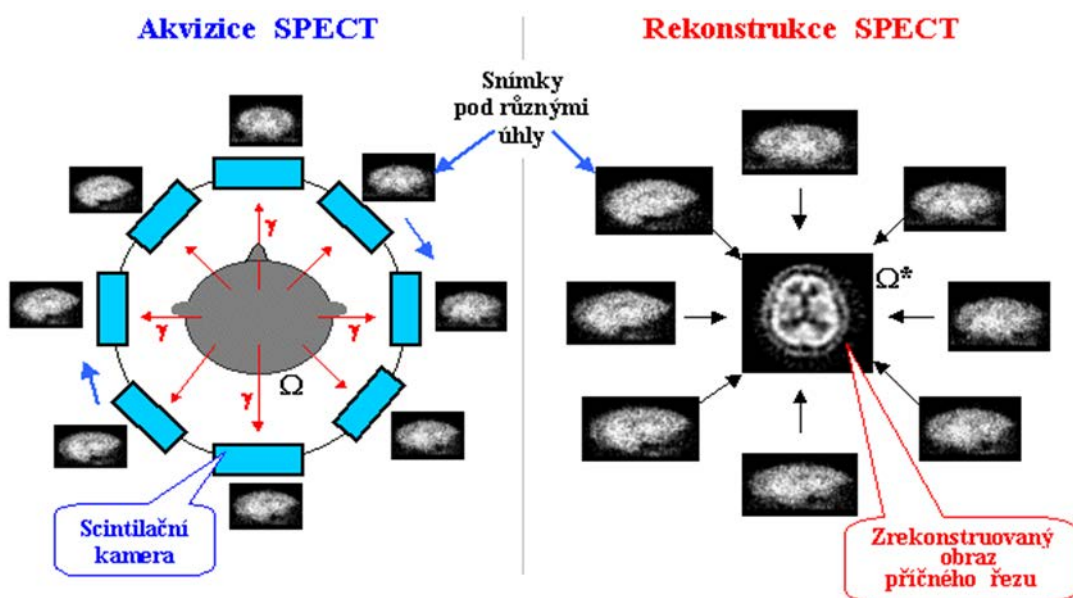 Akvizice SPECT
Rekonstrukce SPECT
Snímky
pod různými
úhly
γ
γ
γ
γ
Ω
Ω*
Scintilační
kamera
Zrekonstruovaný
obraz
příčného řezu